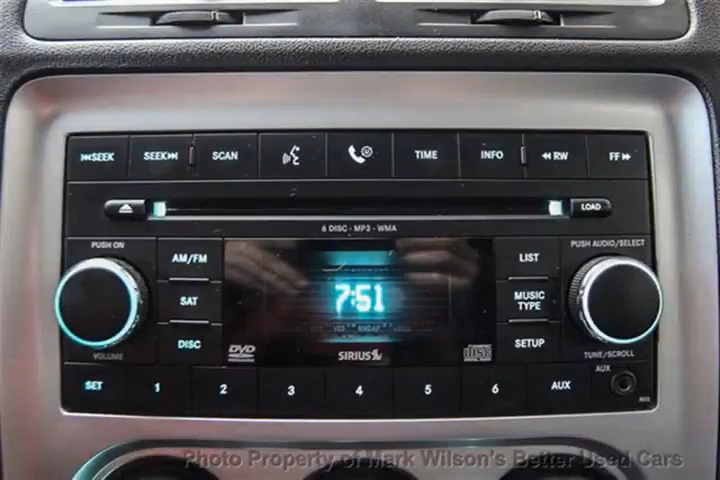 SEEK SEEK SCAN TIME INFO RW FF
LOAD
6 DISC · MP3 · WMA
PUSH ON
PUSH AUDIO/SELECT
AM/FM
LIST
SAT
7:51
MUSIC
TYPE
DISC
SETUP
VOLUME
DVD
SIRIUS
disc
TUNE/SCROLL
SET 1 2 3 4 5 6 AUX
AUX
Photo Property of Mark Wilson's Better Used Cars